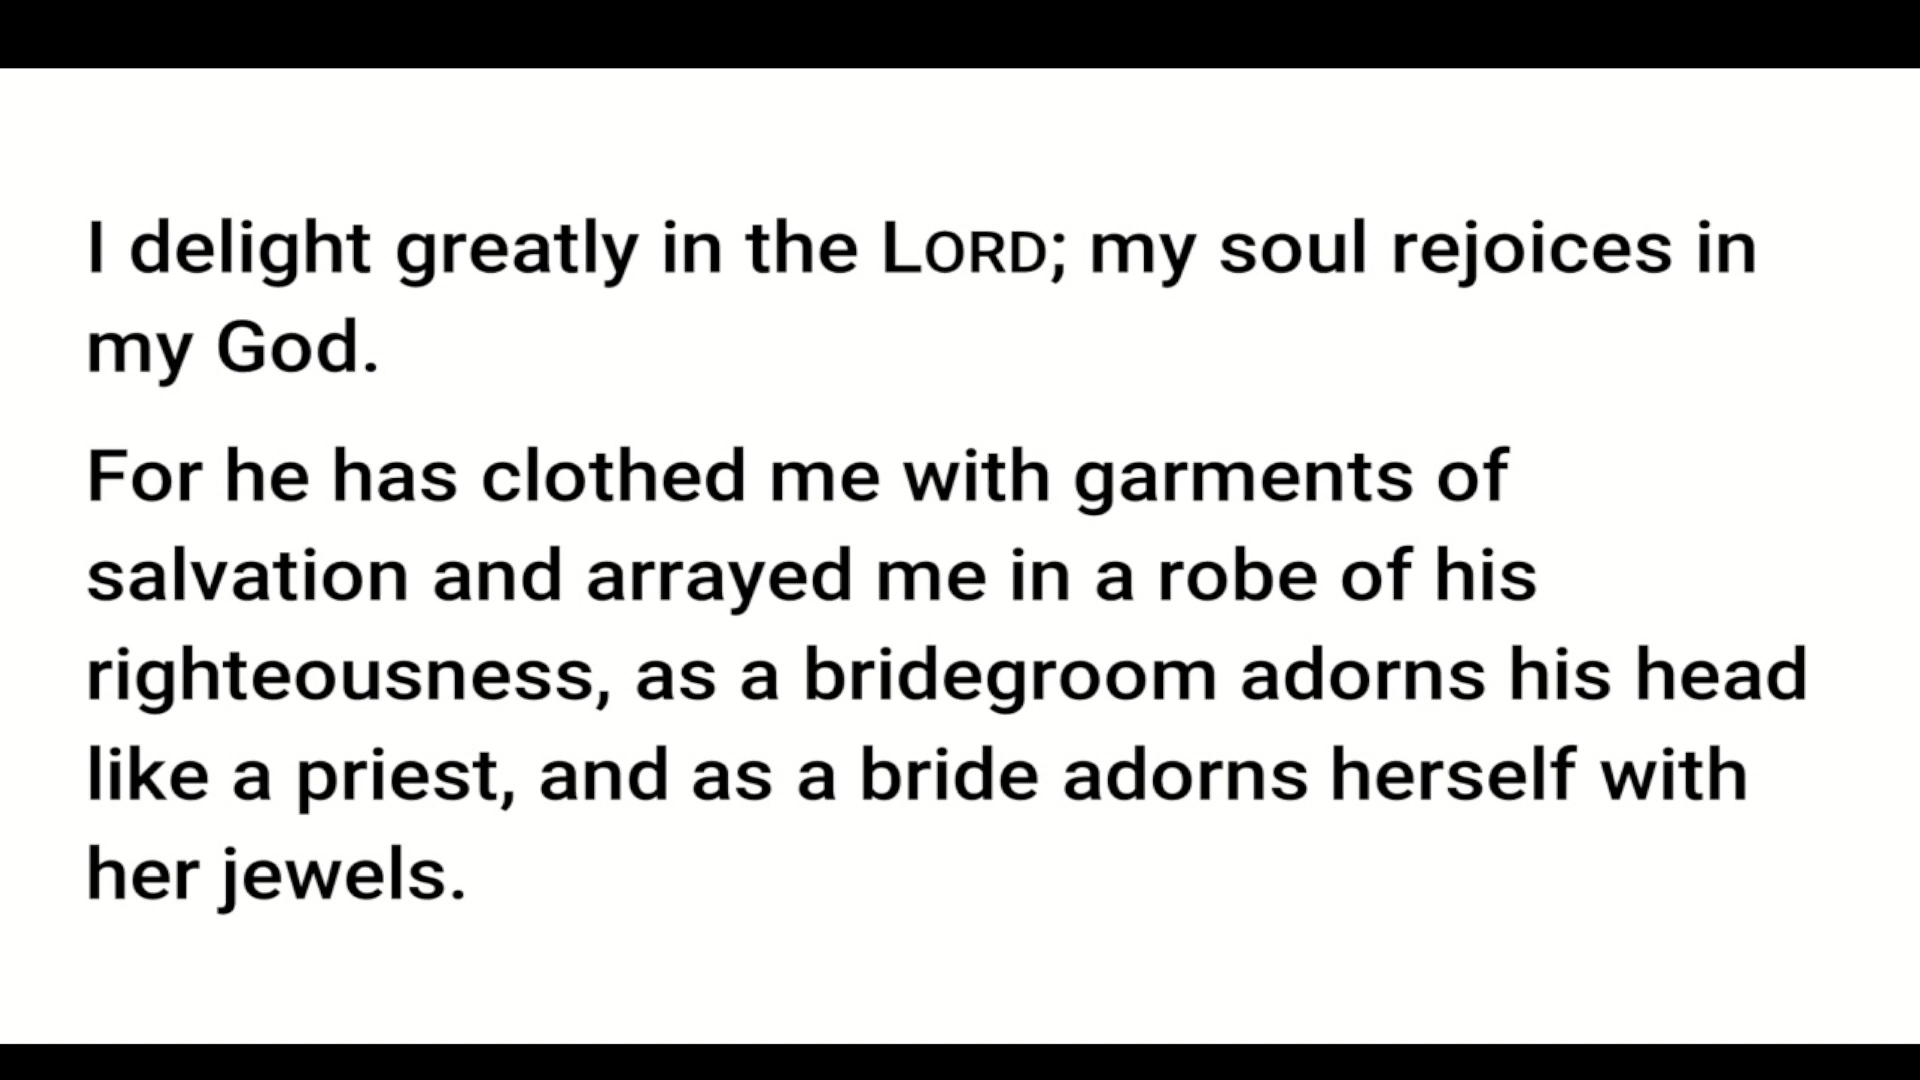 I delight greatly in the LORD; my soul rejoices in
my God.
For he has clothed me with garments of
salvation and arrayed me in a robe of his
righteousness, as a bridegroom adorns his head
like a priest, and as a bride adorns herself with
her jewels.